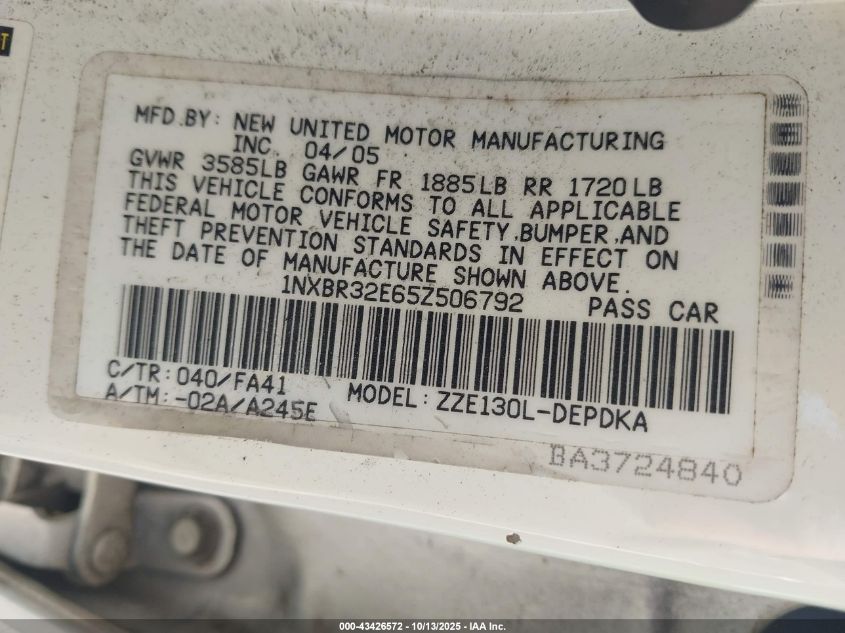 T
MFD.BY: NEW UNITED MOTOR MANUFACTURING
INC. 04/05
GVWR 3585LB GAWR FR 1885LB RR 1720LB
THIS VEHICLE CONFORMS TO ALL APPLICABLE
FEDERAL MOTOR VEHICLE SAFETY,BUMPER,AND
THEFT PREVENTION STANDARDS IN EFFECT ON
THE DATE OF MANUFACTURE SHOWN ABOVE.
1NXBR32E65Z506792 PASS CAR
C/TR:040/FA41
A/TM:-02A/A245E
MODEL:ZZE130L-DEPDKA
BA3724840
000-43426572 | 10/13/2025 - IAA Inc.